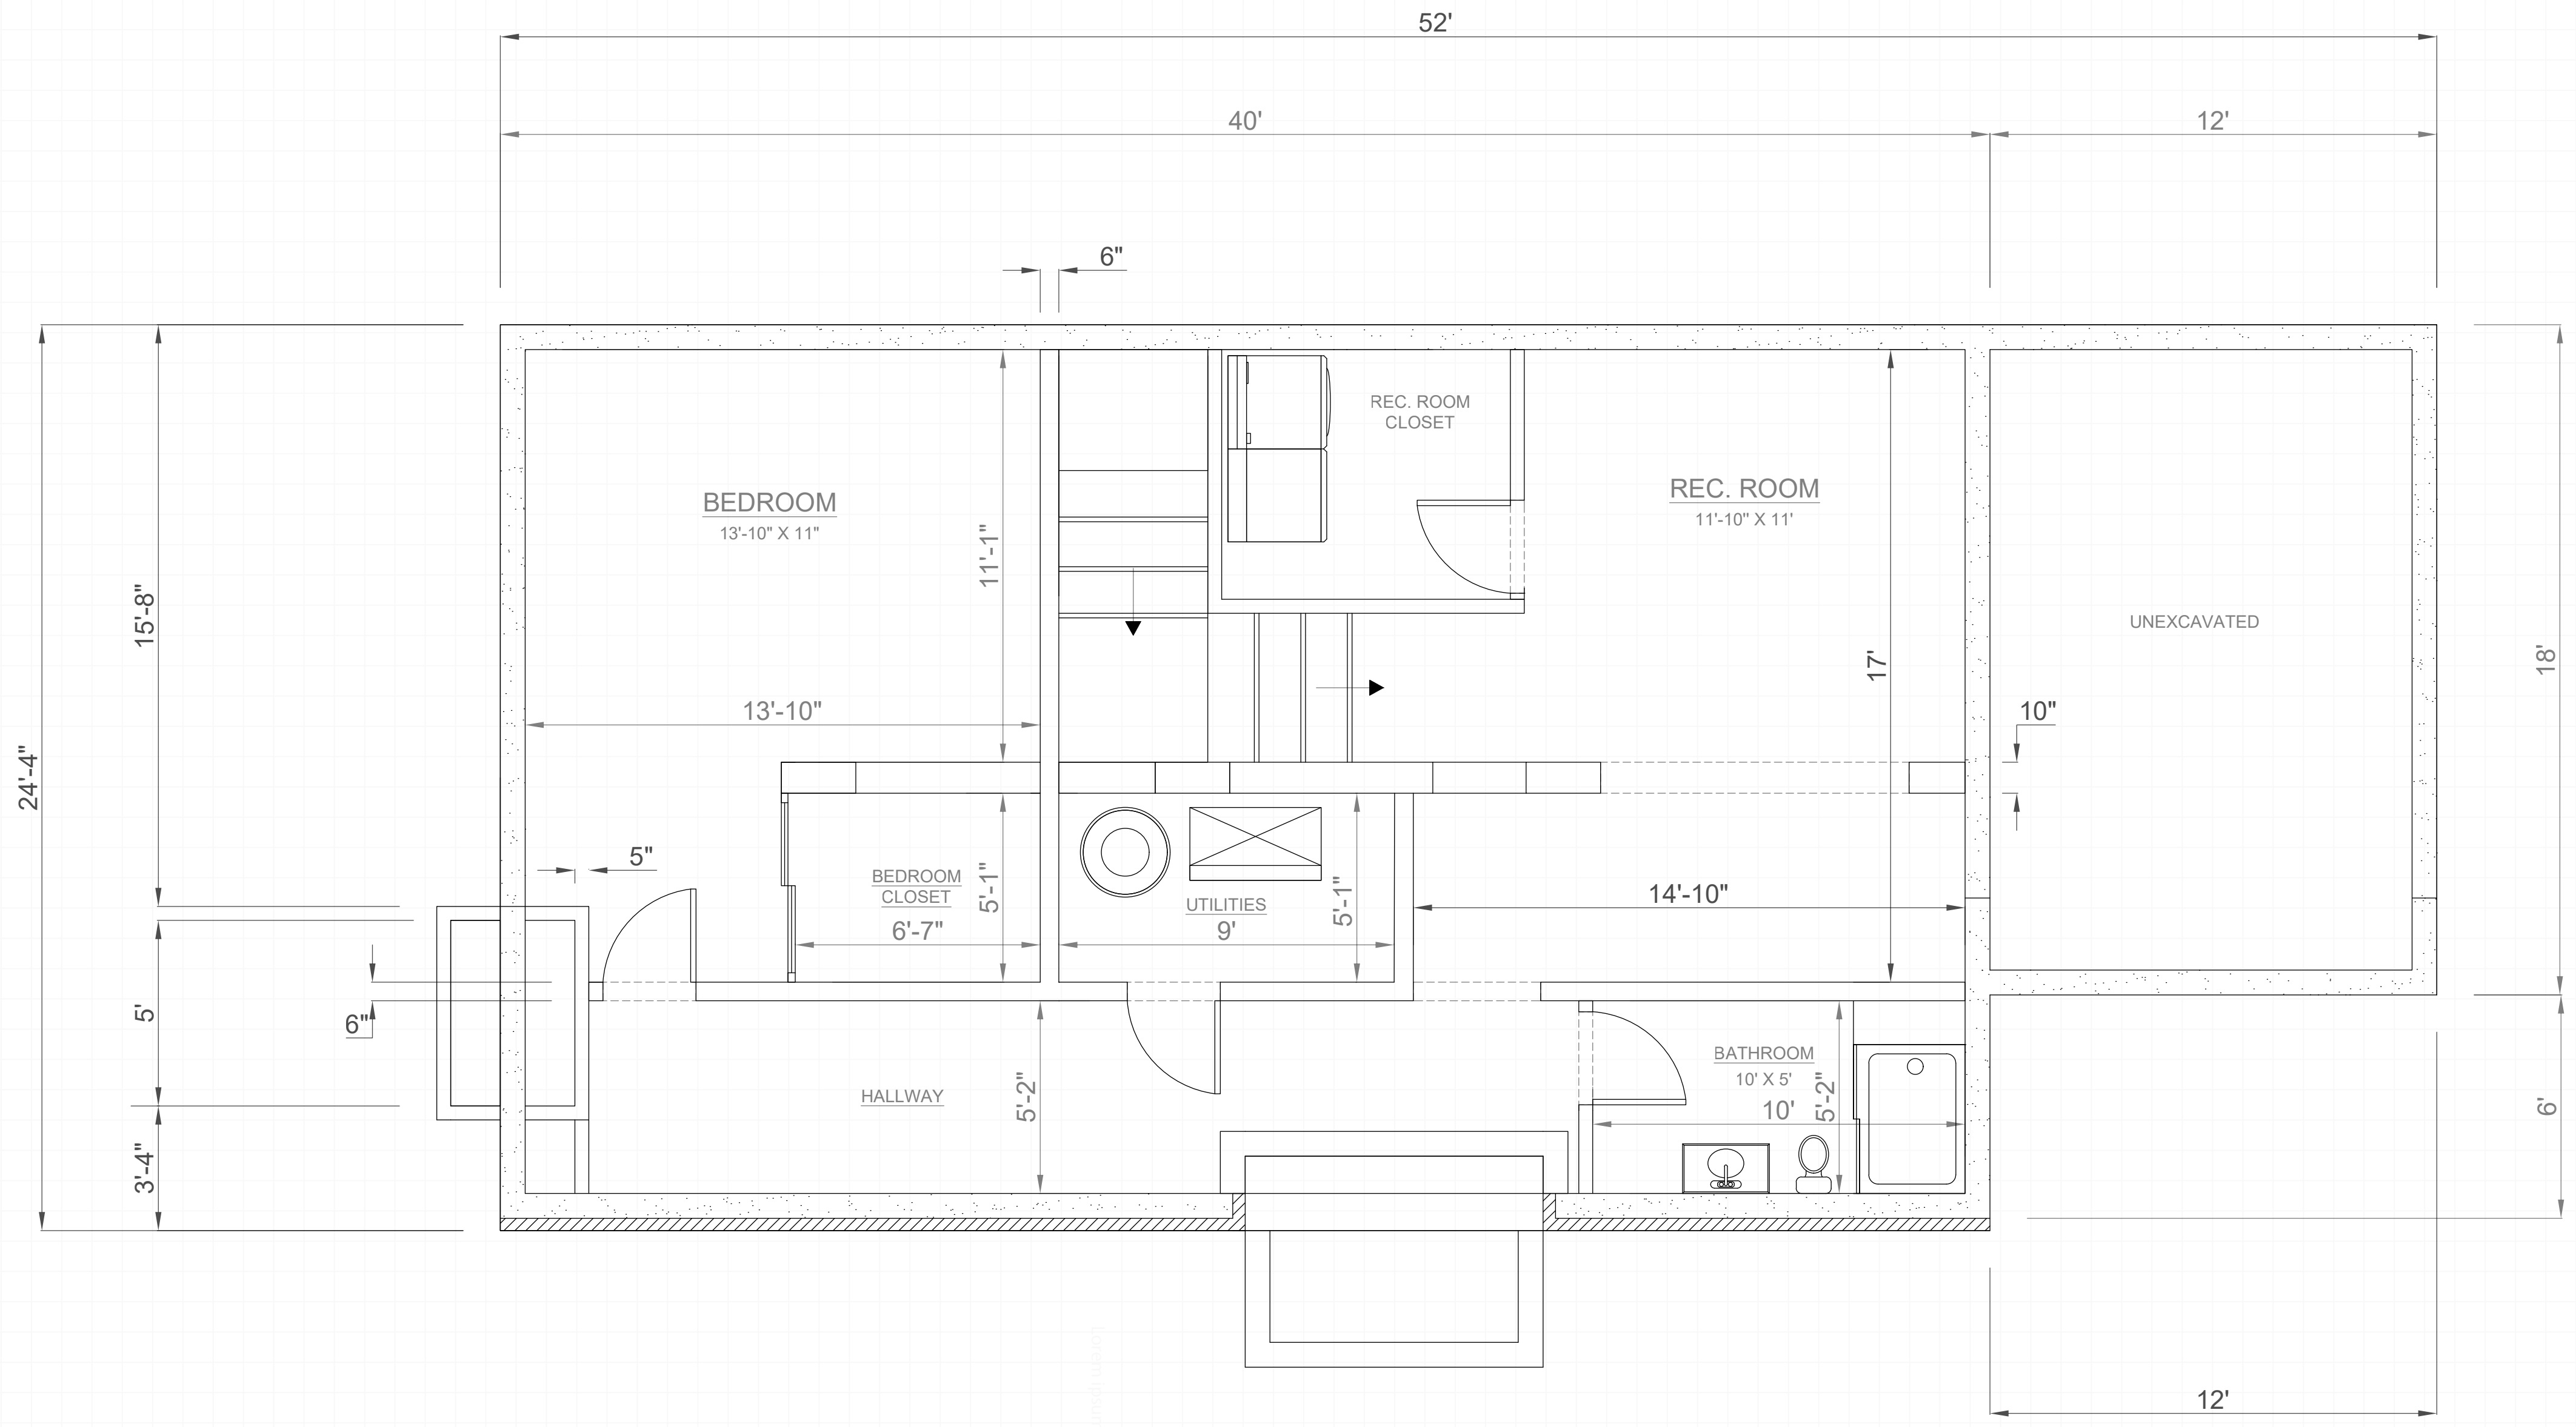 52'
40'
12'
6"
REC. ROOM
CLOSET
BEDROOM
13'-10" X 11"
REC. ROOM
11'-10" X 11'
11'-1"
15'-8"
UNEXCAVATED
17'
18'
13'-10"
10"
24'-4"
5"
BEDROOM
CLOSET
6'-7"
5'-1"
UTILITIES
9'
5'-1"
14'-10"
5'
6"
HALLWAY
5'-2"
BATHROOM
10' X 5'
10'
5'-2"
6'
3'-4"
12'